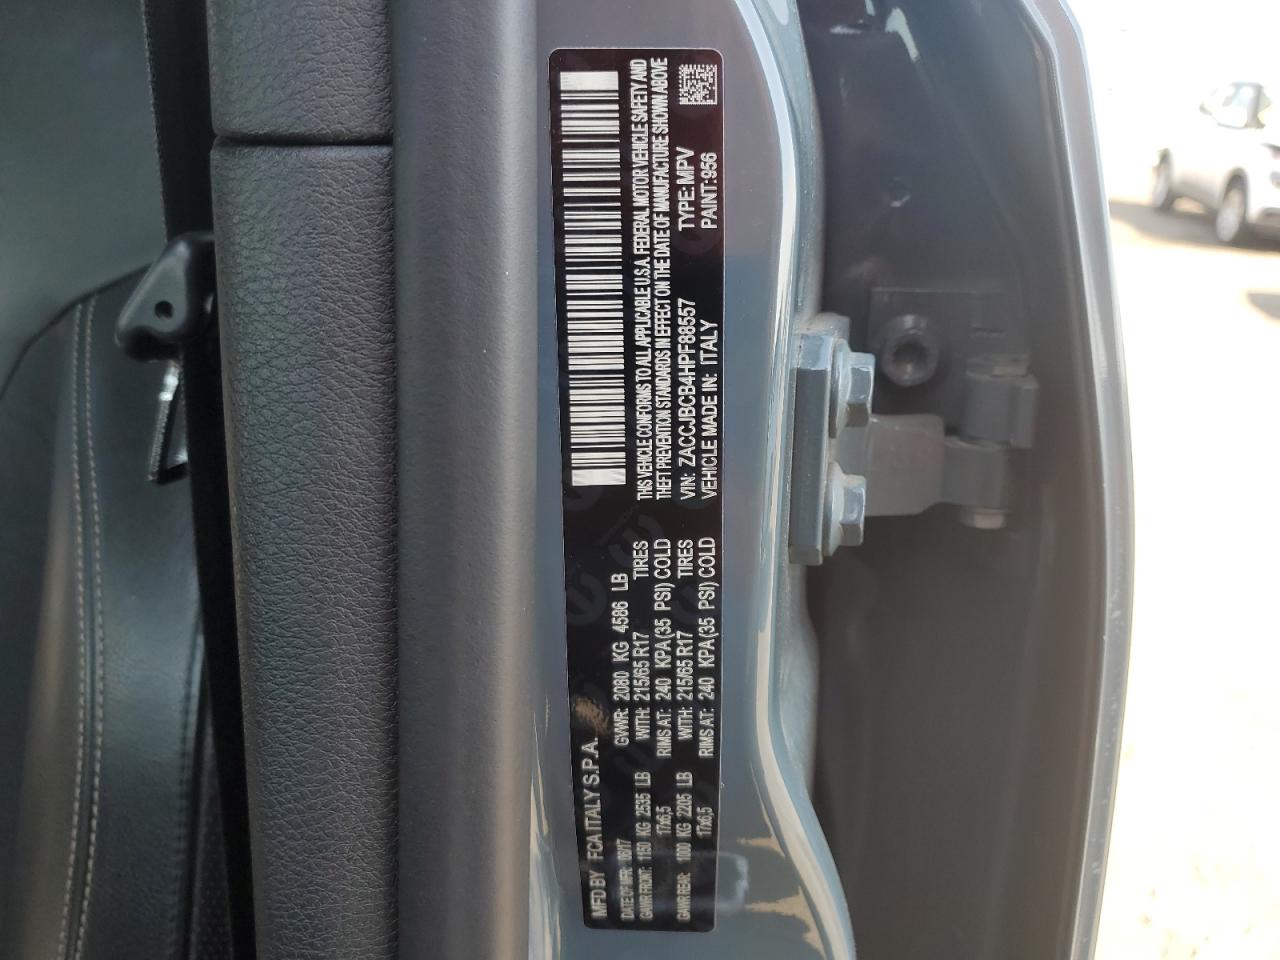 MFD BY FCA ITALY S.P.A.
DATE OF MFR: 06/17 GVWR: 2080 KG 4586 LB
GAWR FRONT: 1150 KG 2535 LB WITH: 215/65 R17 TIRES
17x6,5 RIMS AT: 240 KPA(35 PSI) COLD
GAWR REAR: 1000 KG 2205 LB WITH: 215/65 R17 TIRES
17x6,5 RIMS AT: 240 KPA(35 PSI) COLD
THIS VEHICLE CONFORMS TO ALL APPLICABLE U.S.A. FEDERAL MOTOR VEHICLE SAFETY AND
THEFT PREVENTION STANDARDS IN EFFECT ON THE DATE OF MANUFACTURE SHOWN ABOVE
VIN: ZACCJBCB4HPF88557 TYPE: MPV
VEHICLE MADE IN: ITALY PAINT: 956